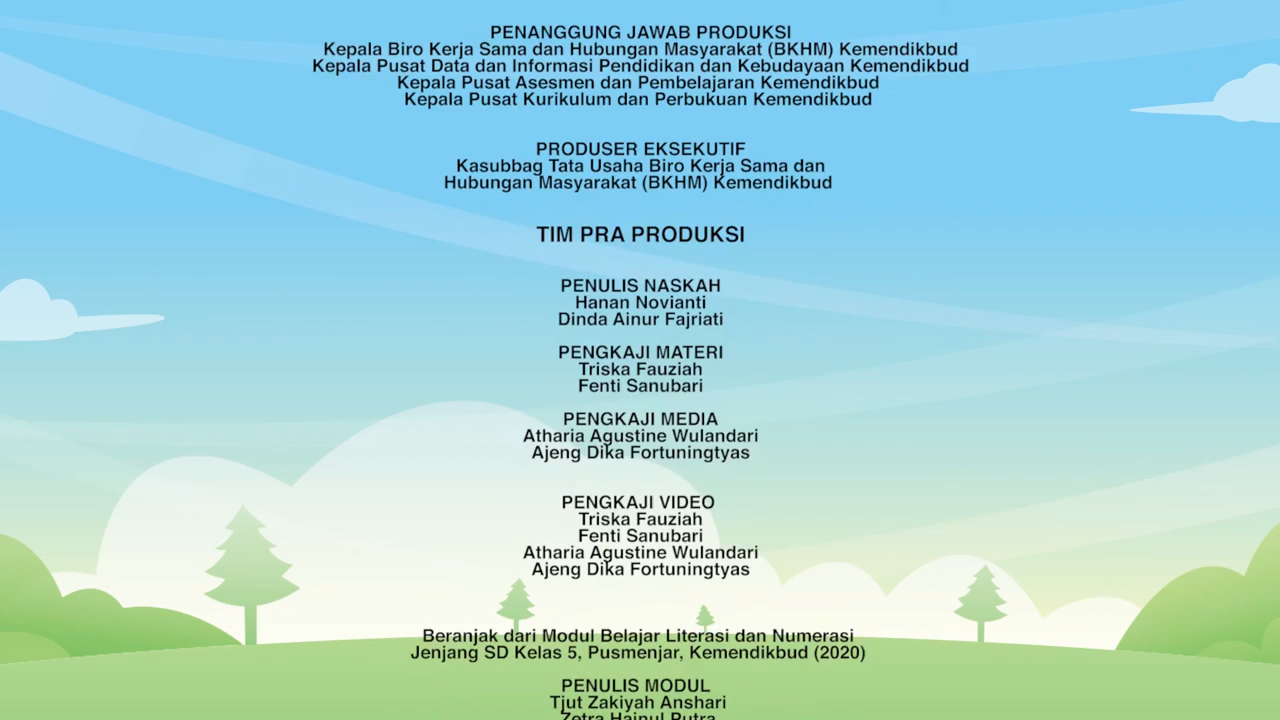 PENANGGUNG JAWAB PRODUKSI
Kepala Biro Kerja Sama dan Hubungan Masyarakat (BKHM) Kemendikbud
Kepala Pusat Data dan Informasi Pendidikan dan Kebudayaan Kemendikbud
Kepala Pusat Asesmen dan Pembelajaran Kemendikbud
Kepala Pusat Kurikulum dan Perbukuan Kemendikbud
PRODUSER EKSEKUTIF
Kasubbag Tata Usaha Biro Kerja Sama dan
Hubungan Masyarakat (BKHM) Kemendikbud
TIM PRA PRODUKSI
PENULIS NASKAH
Hanan Novianti
Dinda Ainur Fajriati
PENGKAJI MATERI
Triska Fauziah
Fenti Sanubari
PENGKAJI MEDIA
Atharia Agustine Wulandari
Ajeng Dika Fortuningtyas
PENGKAJI VIDEO
Triska Fauziah
Fenti Sanubari
Atharia Agustine Wulandari
Ajeng Dika Fortuningtyas
Beranjak dari Modul Belajar Literasi dan Numerasi
Jenjang SD Kelas 5, Pusmenjar, Kemendikbud (2020)
PENULIS MODUL
Tjut Zakiyah Anshari
Zetra Hainul Putra